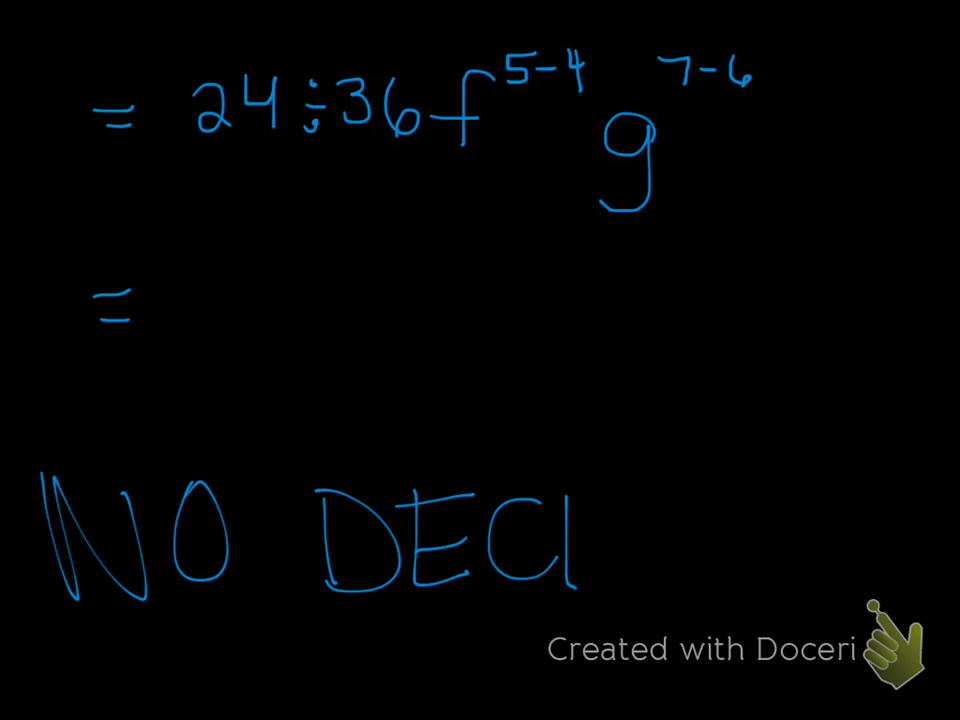 = 24 ÷ 36 f^{5-4} g^{7-6}
=
NO DECI
Created with Doceri